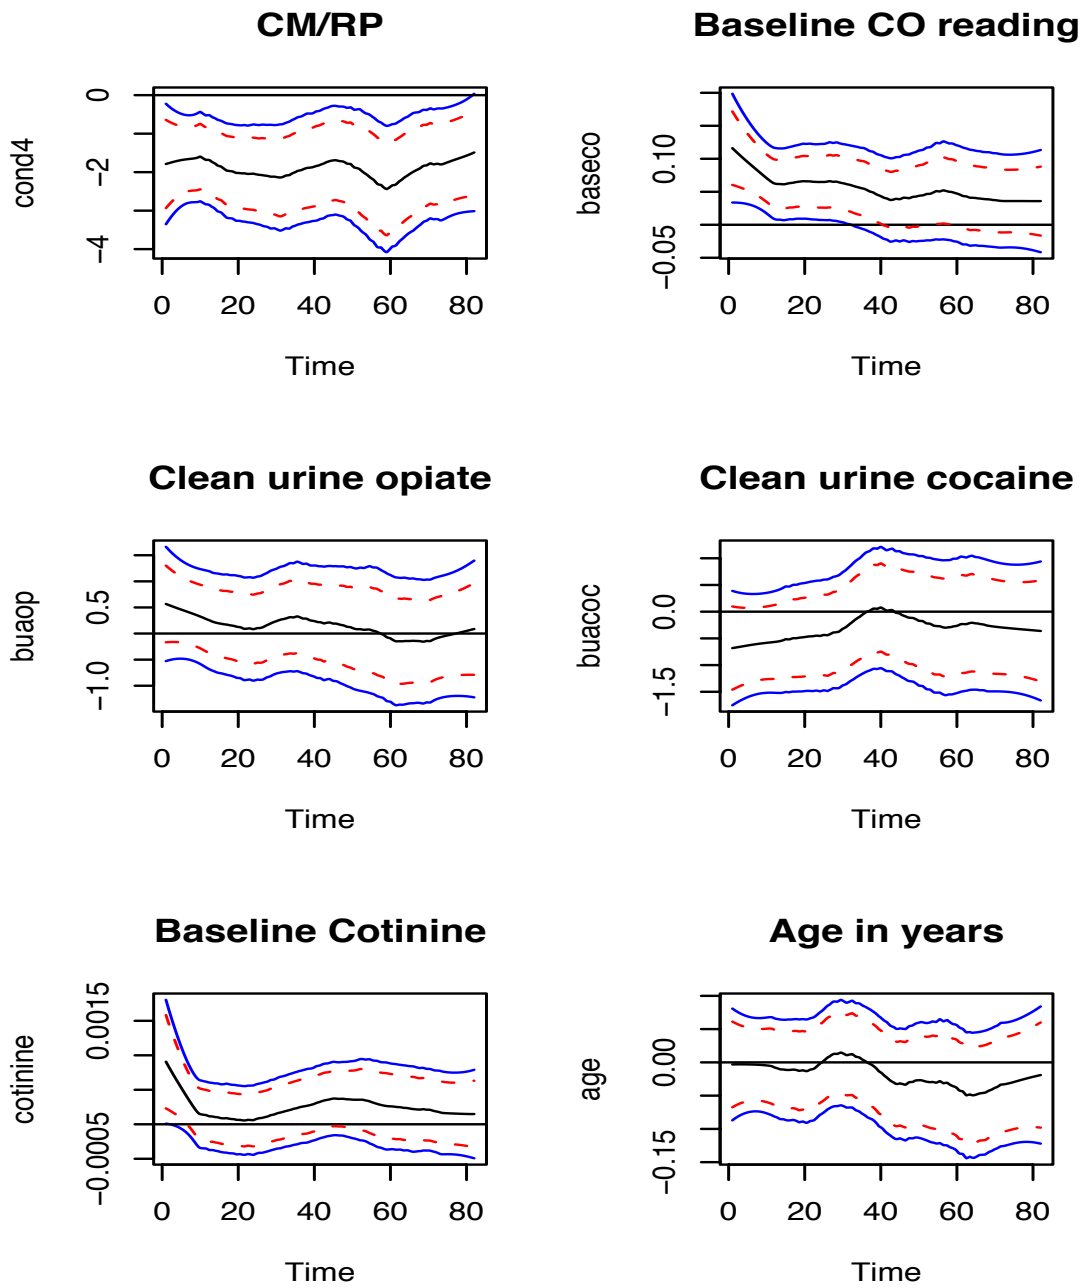 CM/RP
cond4
0
−2
−4
0 20 40 60 80
Time
Baseline CO reading
baseco
0.10
−0.05
0 20 40 60 80
Time
Clean urine opiate
buaop
0.5
−1.0
0 20 40 60 80
Time
Clean urine cocaine
buacoc
0.0
−1.5
0 20 40 60 80
Time
Baseline Cotinine
cotinine
0.0015
−0.0005
0 20 40 60 80
Time
Age in years
age
0.00
−0.15
0 20 40 60 80
Time